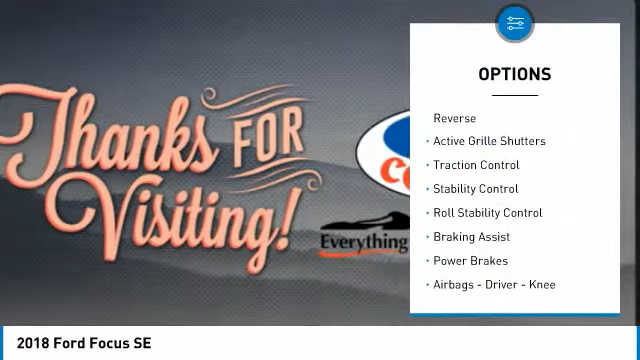 Thanks FOR
Visiting!
Everything
OPTIONS
Reverse
• Active Grille Shutters
• Traction Control
• Stability Control
• Roll Stability Control
• Braking Assist
• Power Brakes
• Airbags - Driver - Knee
2018 Ford Focus SE